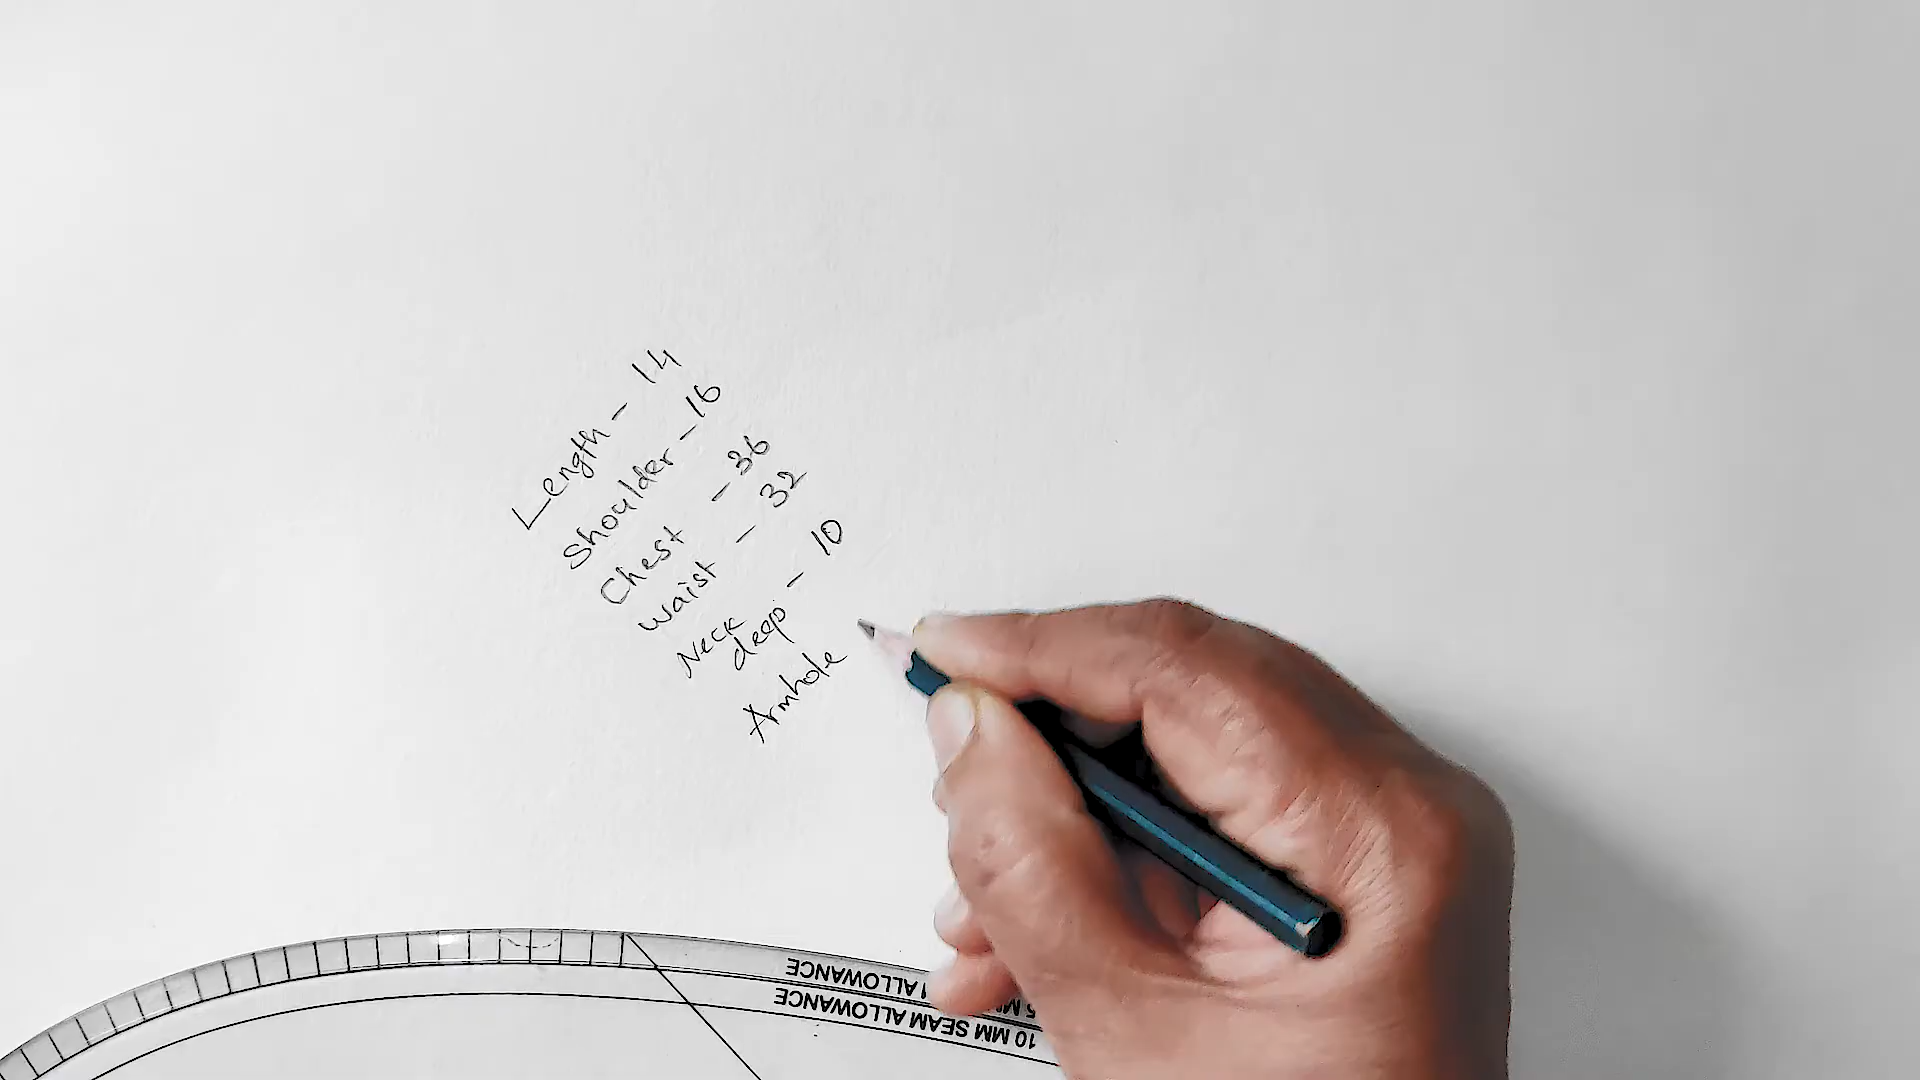 Length - 14
Shoulder - 16
Chest - 36
Waist - 32
Neck
deep - 10
Armhole
ALLOWANCE
10 MM SEAM ALLOWANCE